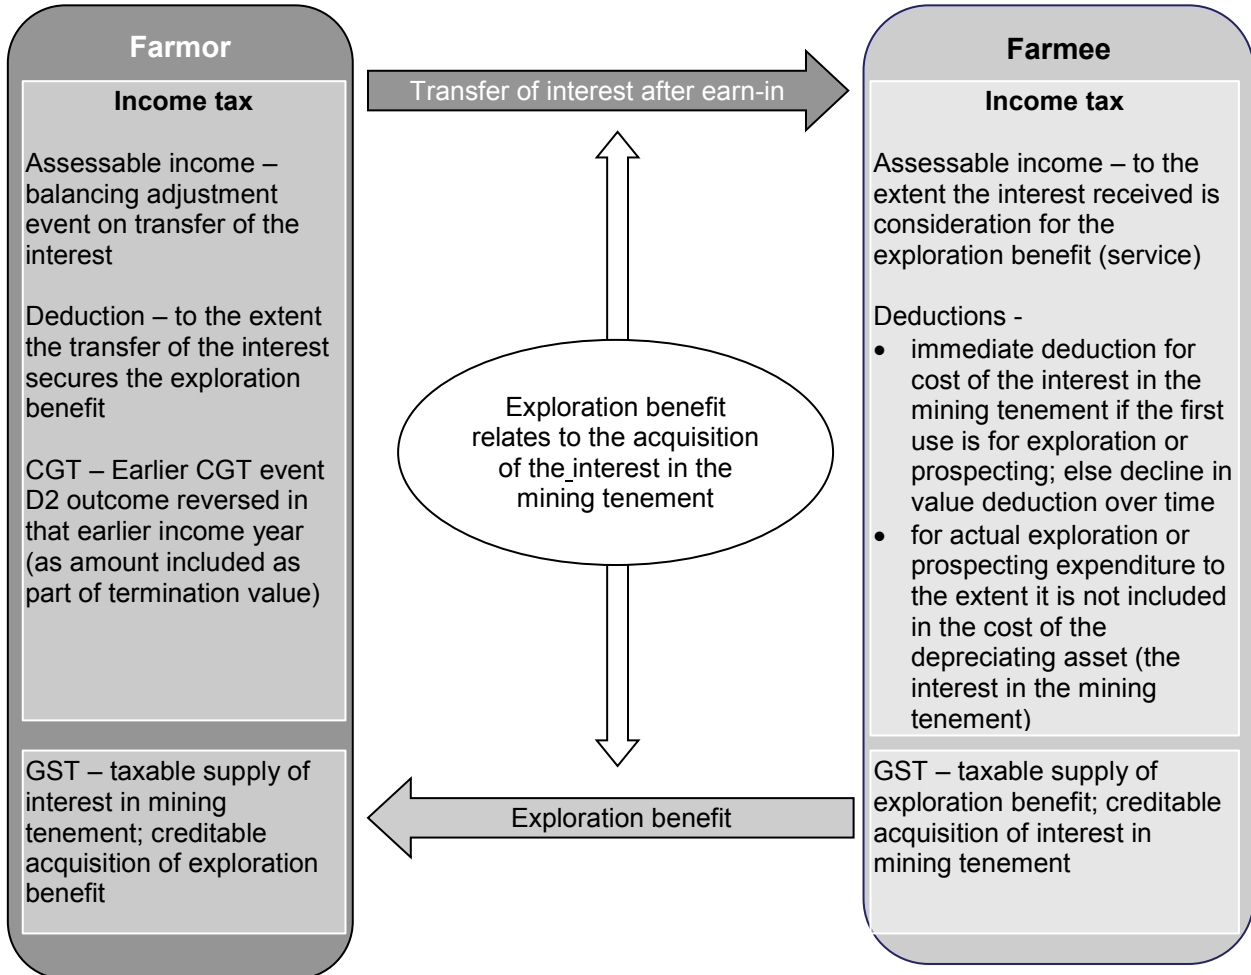 Farmor
Income tax
Assessable income –
balancing adjustment
event on transfer of the
interest
Deduction – to the extent
the transfer of the interest
secures the exploration
benefit
CGT – Earlier CGT event
D2 outcome reversed in
that earlier income year
(as amount included as
part of termination value)
GST – taxable supply of
interest in mining
tenement; creditable
acquisition of exploration
benefit
Transfer of interest after earn-in
Exploration benefit
relates to the acquisition
of the interest in the
mining tenement
Exploration benefit
Farmee
Income tax
Assessable income – to the
extent the interest received is
consideration for the
exploration benefit (service)
Deductions -
• immediate deduction for
cost of the interest in the
mining tenement if the first
use is for exploration or
prospecting; else decline in
value deduction over time
• for actual exploration or
prospecting expenditure to
the extent it is not included
in the cost of the
depreciating asset (the
interest in the mining
tenement)
GST – taxable supply of
exploration benefit; creditable
acquisition of interest in
mining tenement